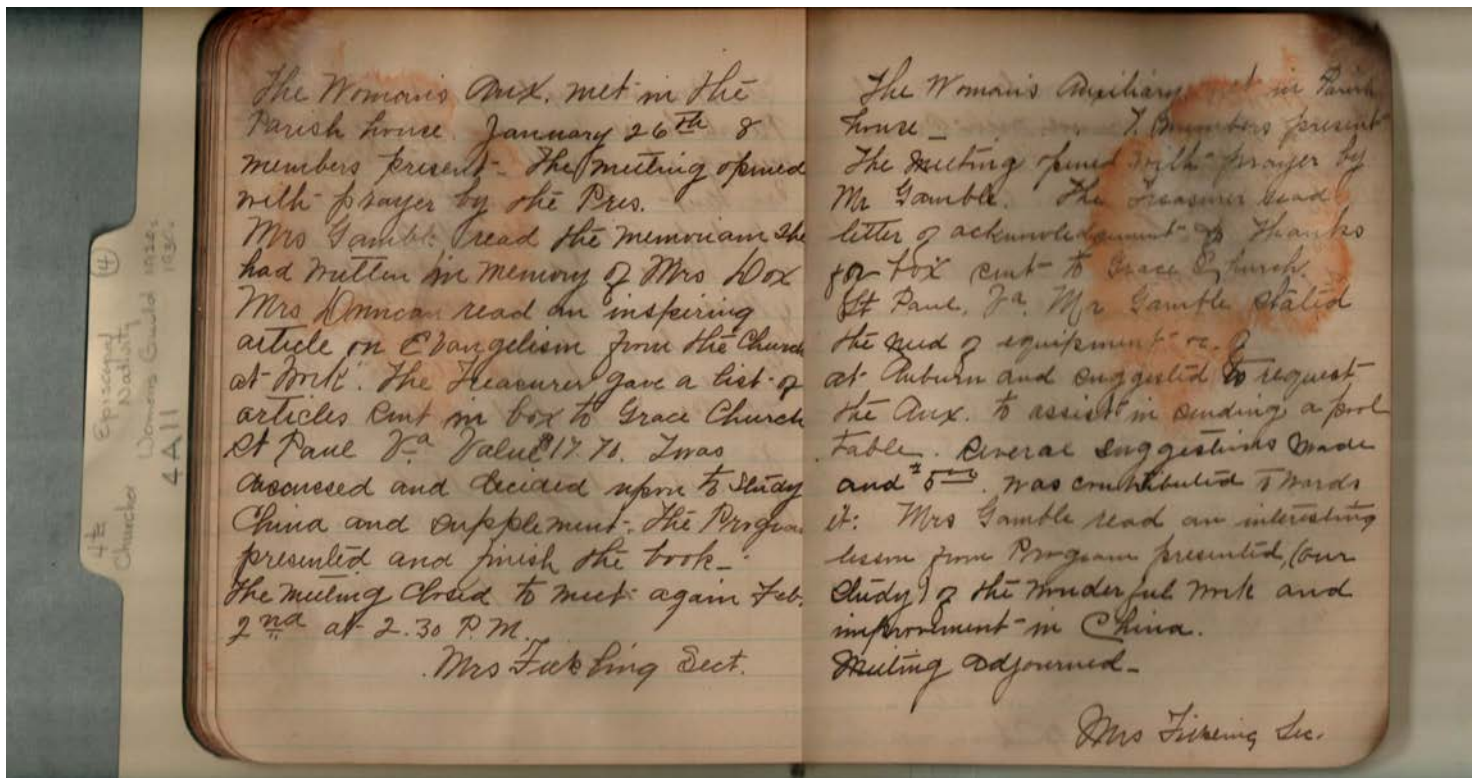 The Woman's Aux. met in the
Parish house. January 26th 8
members present - The meeting opened
with prayer by the Pres.
Mrs Gamble read the memoriam she
had written in memory of Mrs Dox
Mrs Duncan read an inspiring
article on Evangelism from the Church
at Work. The Treasurer gave a list of
articles sent in box to Grace Church
St Paul Va Value $17.70. Twas
discussed and decided upon to study
China and supplement the Program
presented and finish the book -
The meeting closed to meet again Feb.
2nd at 2.30 P.M.
Mrs Fickling Sect.
The Woman's Auxiliary met in Parish
house - 7 members present
The Meeting opened with prayer by
Mr Gamble. The Treasurer read
letter of acknowledgement of Thanks
for box sent to Grace Church.
St Paul, Va. Mr Gamble stated
the need of equipment
at Auburn and suggested to request
the Aux. to assist in sending a pool
table. Several suggestions made
and $5 was contributed towards
it. Mrs Gamble read an interesting
lesson from Program presented, (our
study) of the wonderful work and
improvement in China.
Meeting adjourned -
Mrs Fickling Sec.
4th Episcopal 14
Church Nativity
Womens Guild 1920s
1930s
4A11